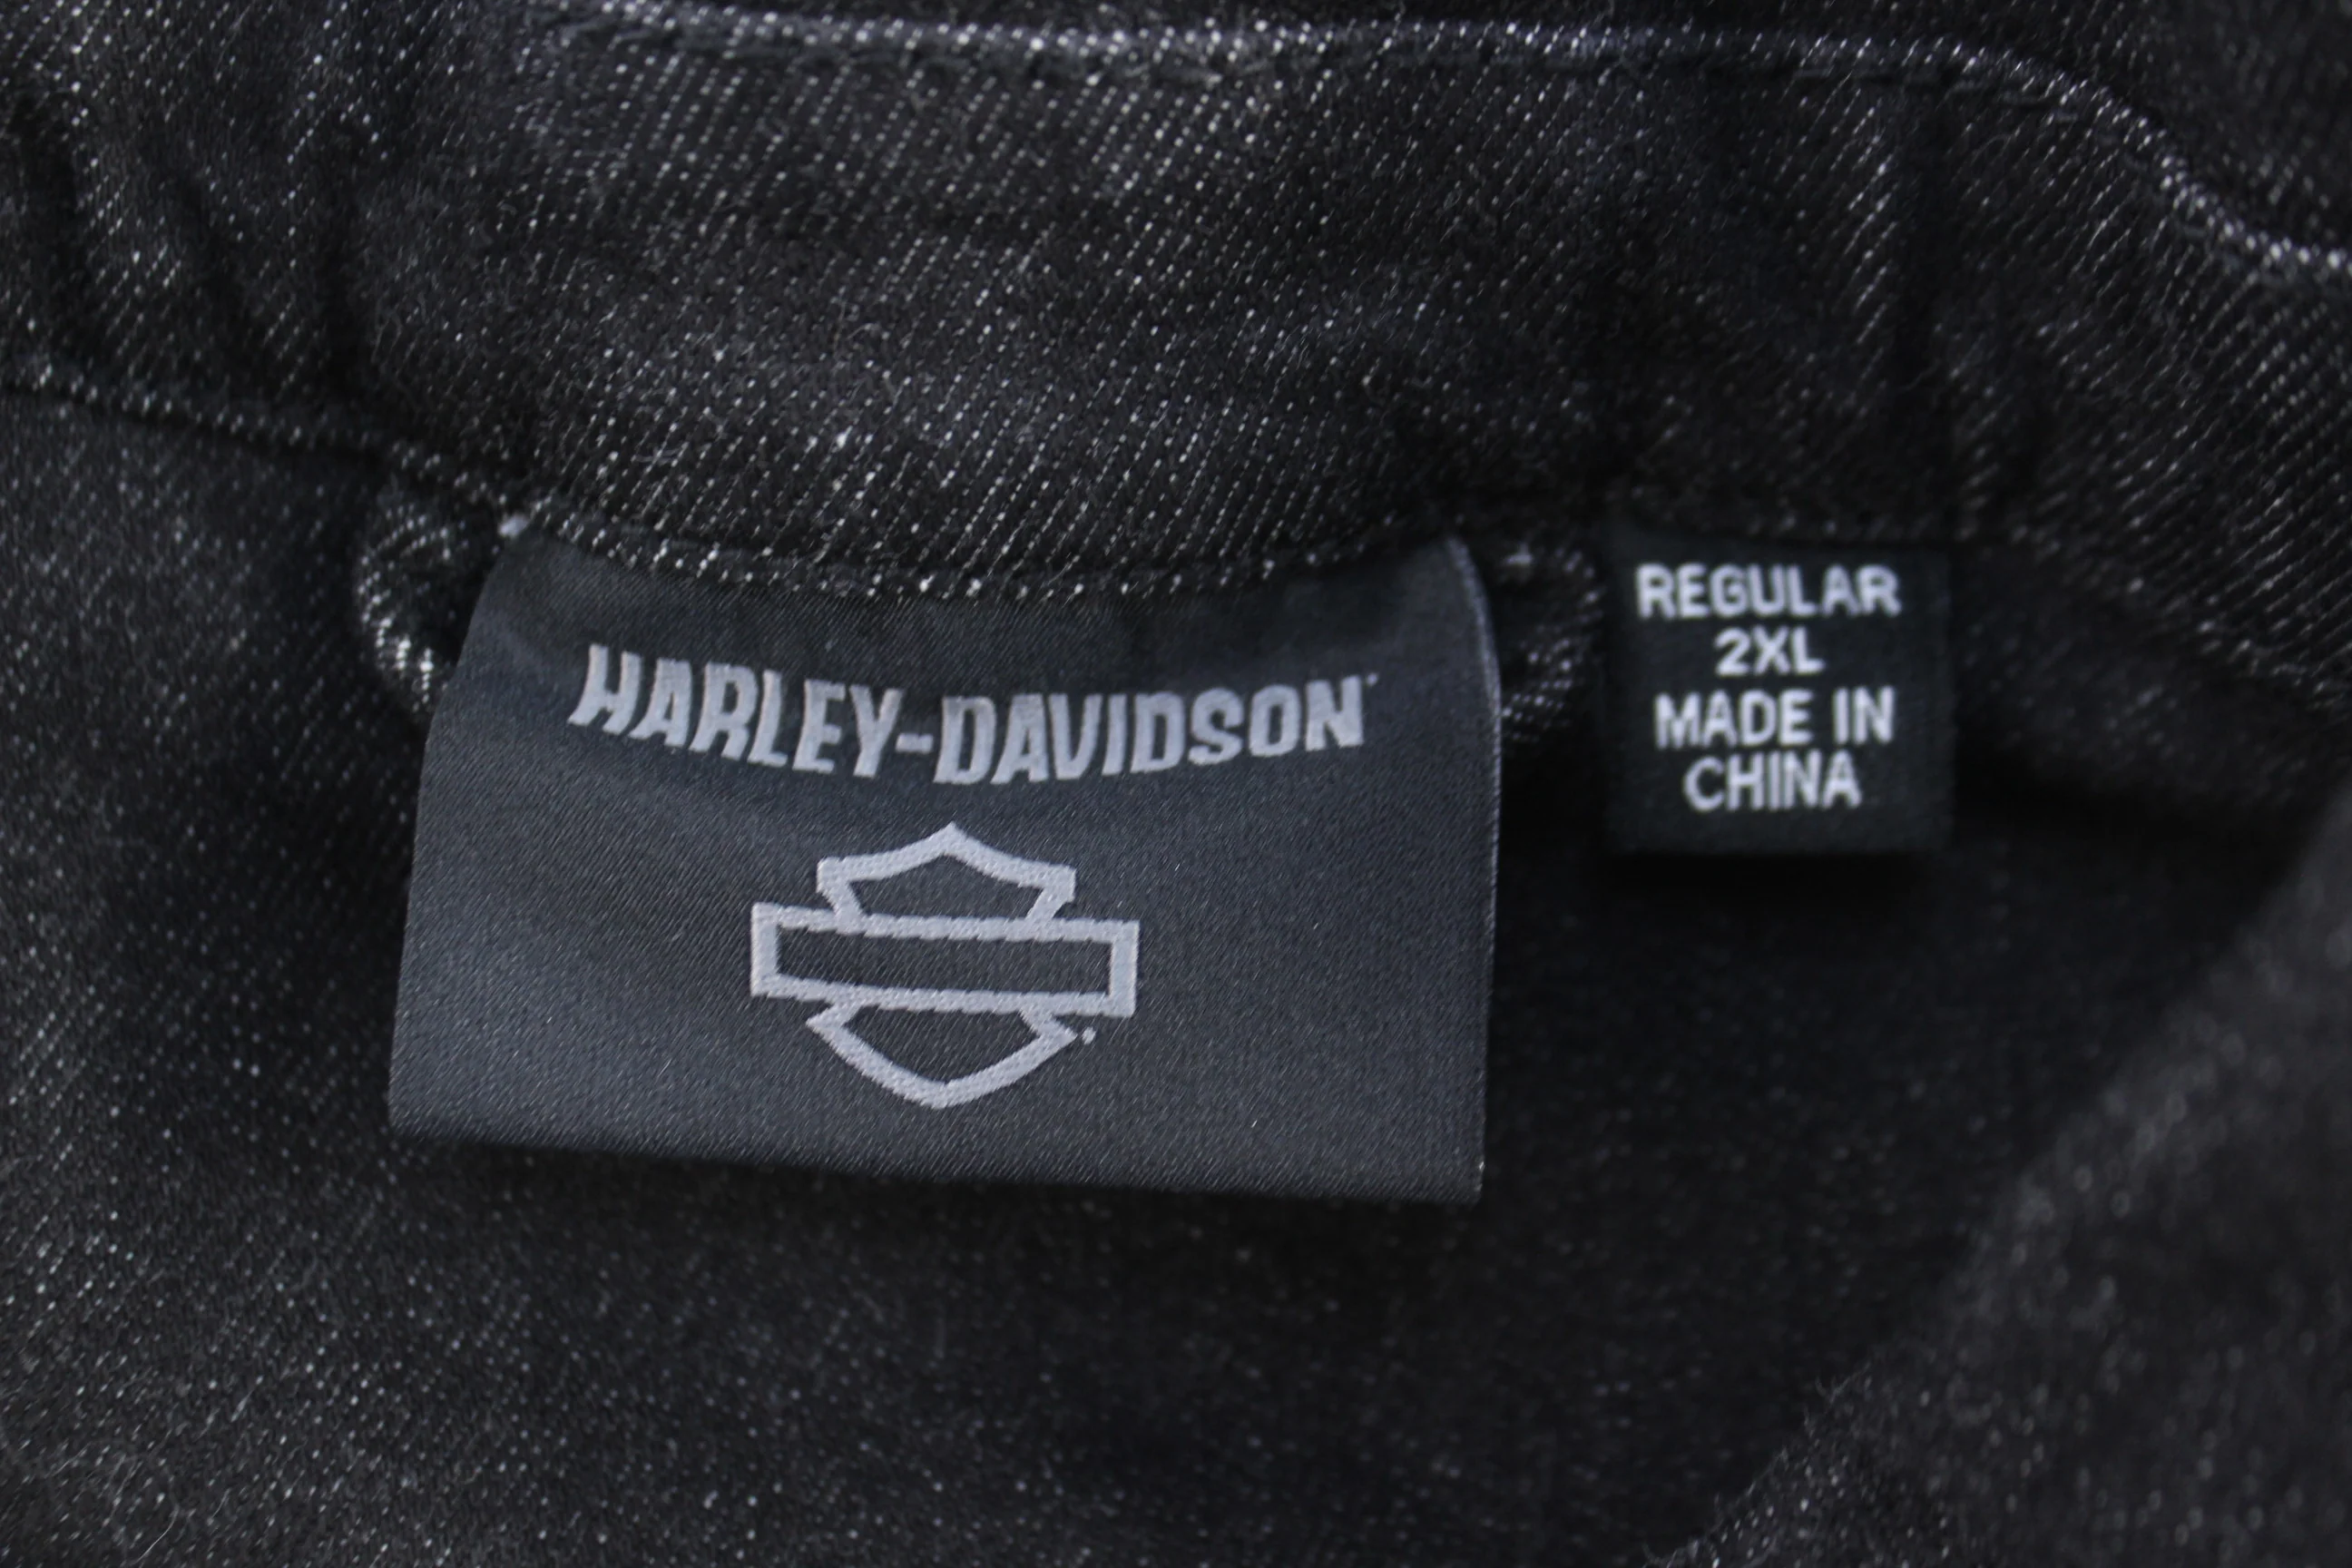 HARLEY-DAVIDSON
REGULAR
2XL
MADE IN
CHINA